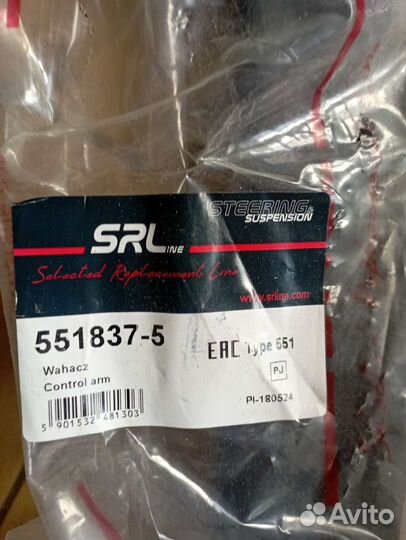 STEERING &
SUSPENSION
SRLINE
Selected Replacement Line
www.srline.com
551837-5
EAC Type 651
Wahacz
Control arm
PJ
5 901532 481303
PI-180524
Avito